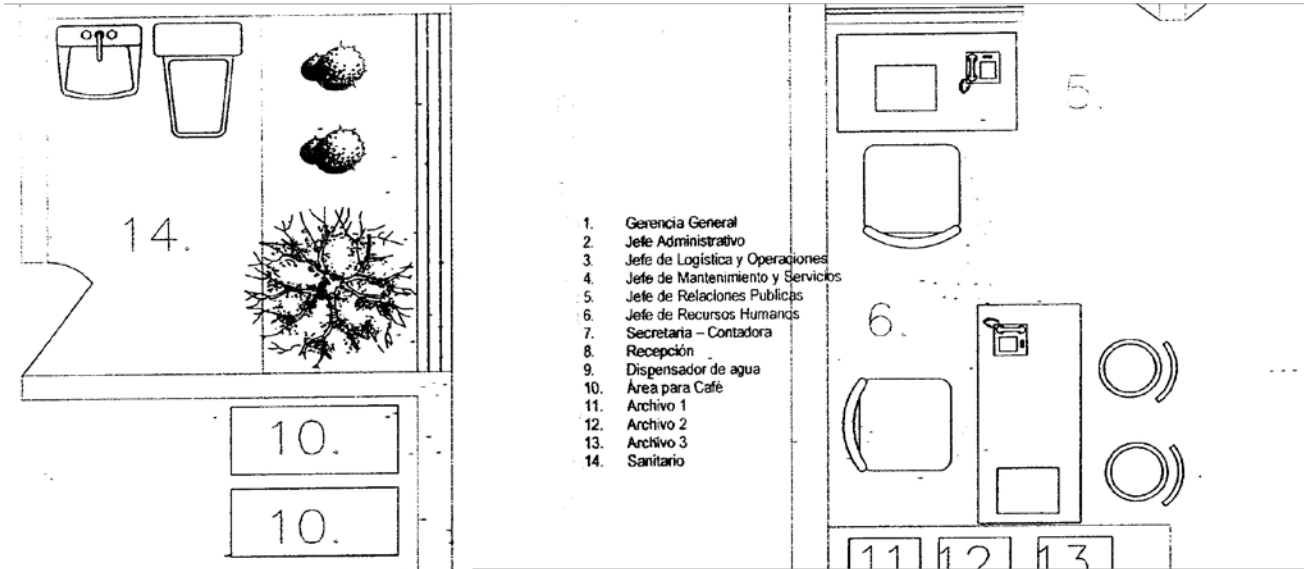 14.
10.
10.
1. Gerencia General
2. Jefe Administrativo
3. Jefe de Logística y Operaciones
4. Jefe de Mantenimiento y Servicios
5. Jefe de Relaciones Publicas
6. Jefe de Recursos Humanos
7. Secretaria – Contadora
8. Recepción
9. Dispensador de agua
10. Área para Café
11. Archivo 1
12. Archivo 2
13. Archivo 3
14. Sanitario
5.
6.
11 12 13